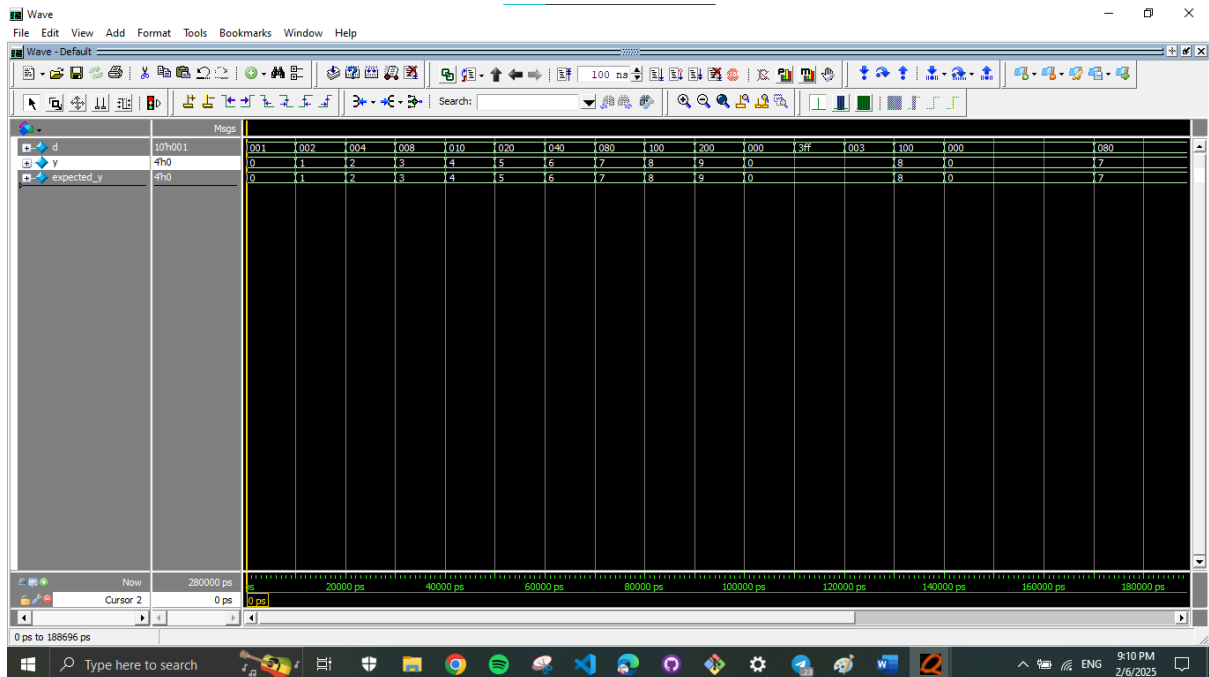 Wave
File Edit View Add Format Tools Bookmarks Window Help
Wave - Default
100 ns
Search:
Msgs
d 10'h001 001 002 004 008 010 020 040 080 100 200 000 3ff 003 100 000 080
y 4'h0 0 1 2 3 4 5 6 7 8 9 0 8 0 7
expected_y 4'h0 0 1 2 3 4 5 6 7 8 9 0 8 0 7
Now 280000 ps 20000 ps 40000 ps 60000 ps 80000 ps 100000 ps 120000 ps 140000 ps 160000 ps 180000 ps
Cursor 2 0 ps 0 ps
0 ps to 188696 ps
Type here to search 23 ENG 9:10 PM
2/6/2025